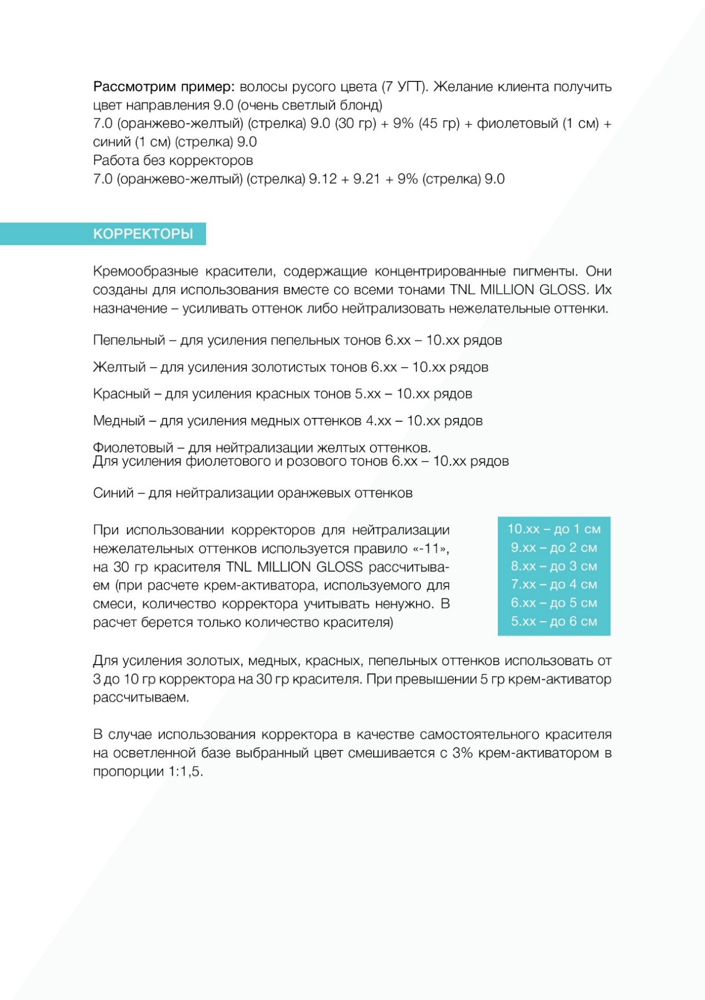 Рассмотрим пример: волосы русого цвета (7 УГТ). Желание клиента получить
цвет направления 9.0 (очень светлый блонд)
7.0 (оранжево-желтый) (стрелка) 9.0 (30 гр) + 9% (45 гр) + фиолетовый (1 см) +
синий (1 см) (стрелка) 9.0
Работа без корректоров
7.0 (оранжево-желтый) (стрелка) 9.12 + 9.21 + 9% (стрелка) 9.0
КОРРЕКТОРЫ
Кремообразные красители, содержащие концентрированные пигменты. Они
созданы для использования вместе со всеми тонами TNL MILLION GLOSS. Их
назначение – усиливать оттенок либо нейтрализовать нежелательные оттенки.
Пепельный – для усиления пепельных тонов 6.xx – 10.xx рядов
Желтый – для усиления золотистых тонов 6.xx – 10.xx рядов
Красный – для усиления красных тонов 5.xx – 10.xx рядов
Медный – для усиления медных оттенков 4.xx – 10.xx рядов
Фиолетовый – для нейтрализации желтых оттенков.
Для усиления фиолетового и розового тонов 6.xx – 10.xx рядов
Синий – для нейтрализации оранжевых оттенков
При использовании корректоров для нейтрализации
нежелательных оттенков используется правило «-11»,
на 30 гр красителя TNL MILLION GLOSS рассчитыва-
ем (при расчете крем-активатора, используемого для
смеси, количество корректора учитывать ненужно. В
расчет берется только количество красителя)
10.xx – до 1 см
9.xx – до 2 см
8.xx – до 3 см
7.xx – до 4 см
6.xx – до 5 см
5.xx – до 6 см
Для усиления золотых, медных, красных, пепельных оттенков использовать от
3 до 10 гр корректора на 30 гр красителя. При превышении 5 гр крем-активатор
рассчитываем.
В случае использования корректора в качестве самостоятельного красителя
на осветленной базе выбранный цвет смешивается с 3% крем-активатором в
пропорции 1:1,5.